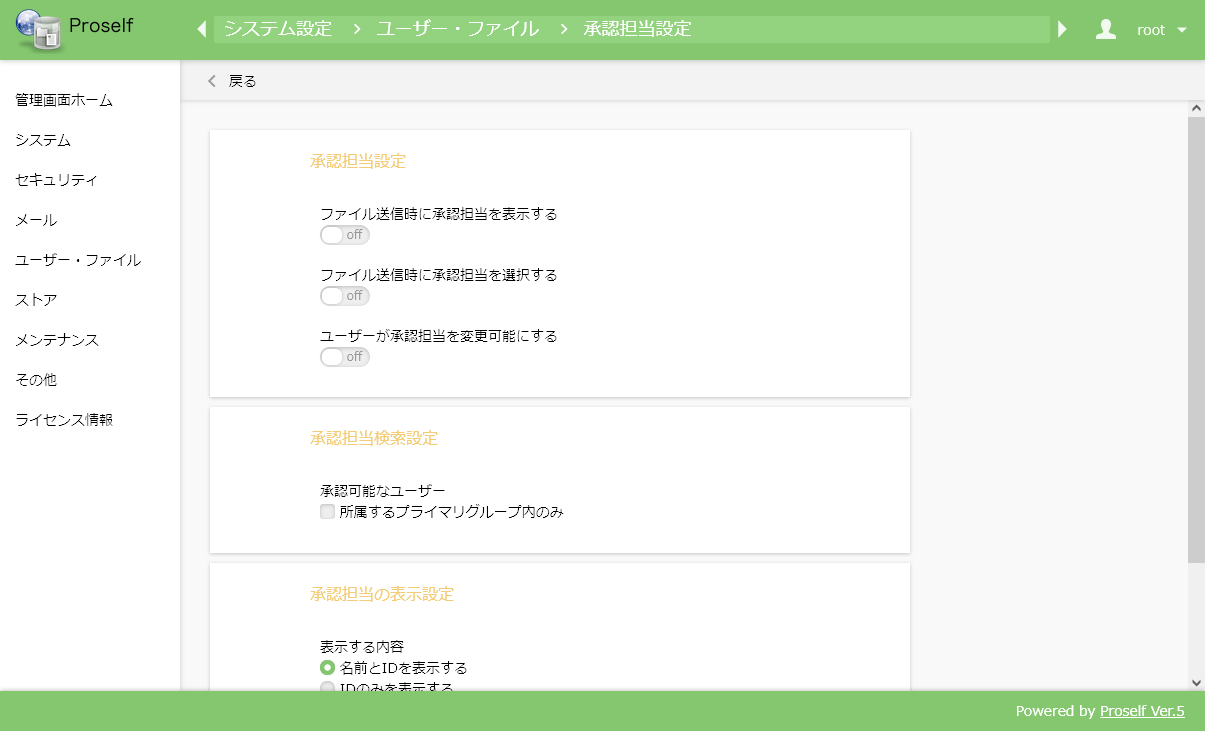 Proself
システム設定 > ユーザー・ファイル > 承認担当設定
root
戻る
管理画面ホーム
システム
セキュリティ
メール
ユーザー・ファイル
ストア
メンテナンス
その他
ライセンス情報
承認担当設定
ファイル送信時に承認担当を表示する
off
ファイル送信時に承認担当を選択する
off
ユーザーが承認担当を変更可能にする
off
承認担当検索設定
承認可能なユーザー
所属するプライマリグループ内のみ
承認担当の表示設定
表示する内容
名前とIDを表示する
IDのみを表示する
Powered by Proself Ver.5